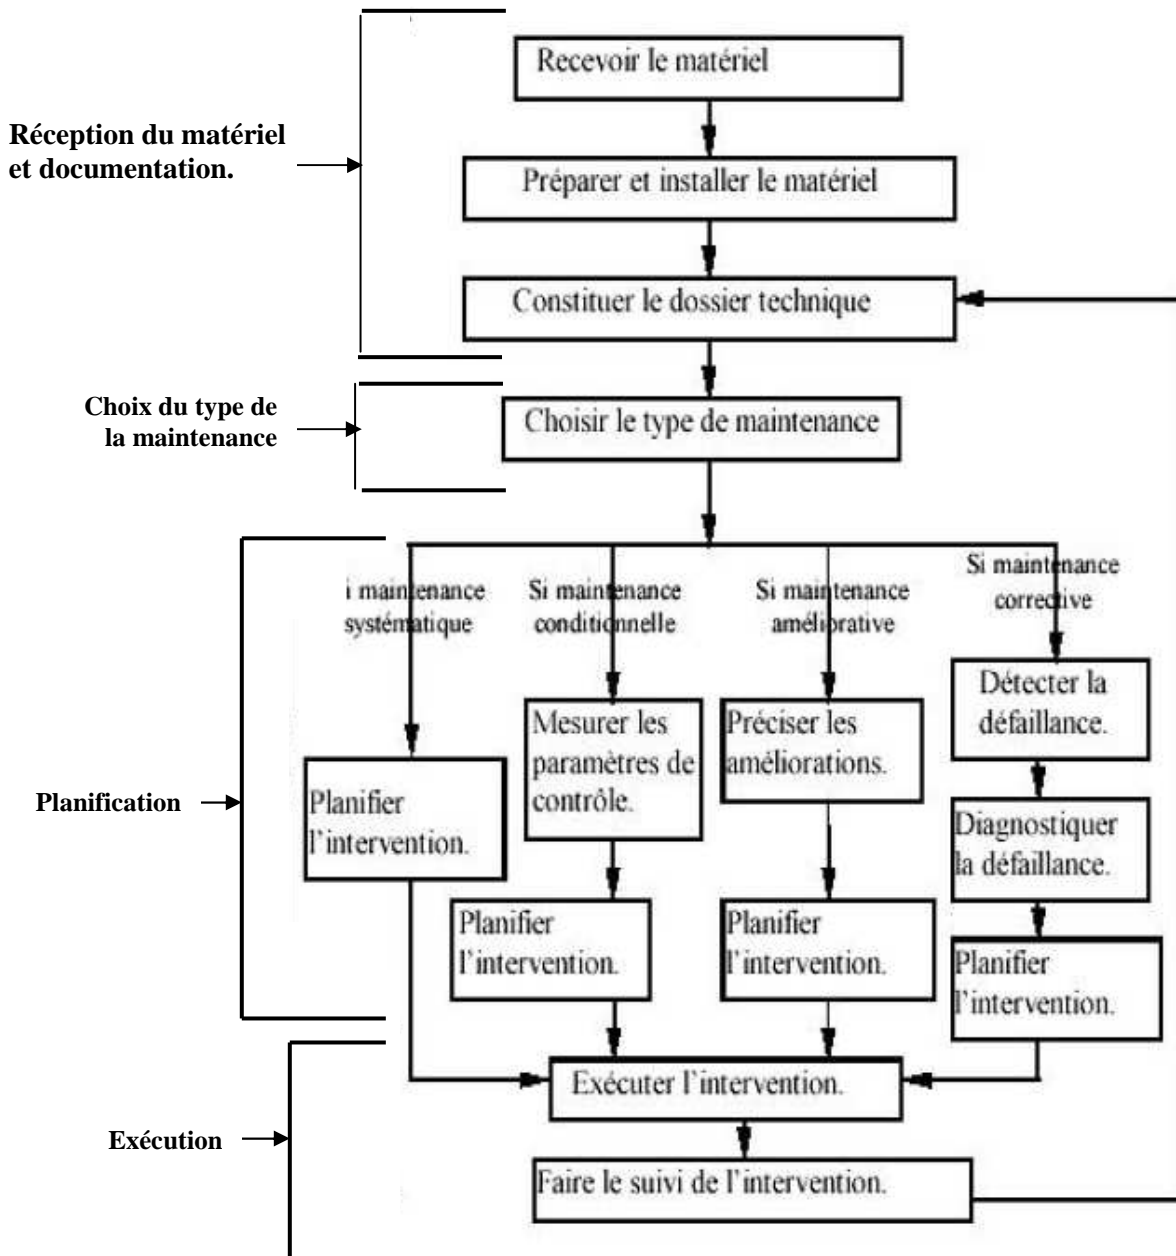 Recevoir le matériel
Réception du matériel
et documentation.
Préparer et installer le matériel
Constituer le dossier technique
Choix du type de
la maintenance
Choisir le type de maintenance
i maintenance
systématique
Si maintenance
conditionnelle
Si maintenance
améliorative
Si maintenance
corrective
Planification
Planifier
l’intervention.
Mesurer les
paramètres de
contrôle.
Planifier
l’intervention.
Préciser les
améliorations.
Planifier
l’intervention.
Détecter la
défaillance.
Diagnostiquer
la défaillance.
Planifier
l’intervention.
Exécution
Exécuter l’intervention.
Faire le suivi de l’intervention.